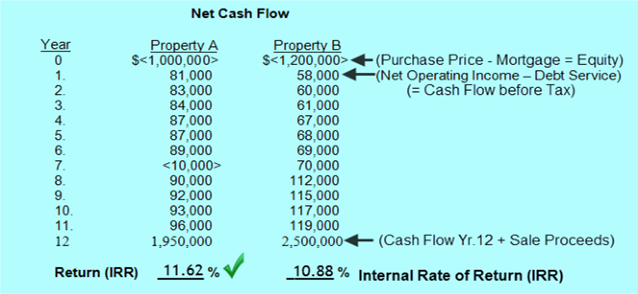 Net Cash Flow
Year Property A Property B
0 $<1,000,000> $<1,200,000> (Purchase Price - Mortgage = Equity)
1. 81,000 58,000 (Net Operating Income – Debt Service)
2. 83,000 60,000 (= Cash Flow before Tax)
3. 84,000 61,000
4. 87,000 67,000
5. 87,000 68,000
6. 89,000 69,000
7. <10,000> 70,000
8. 90,000 112,000
9. 92,000 115,000
10. 93,000 117,000
11. 96,000 119,000
12 1,950,000 2,500,000 (Cash Flow Yr.12 + Sale Proceeds)
Return (IRR) 11.62 % 10.88 % Internal Rate of Return (IRR)